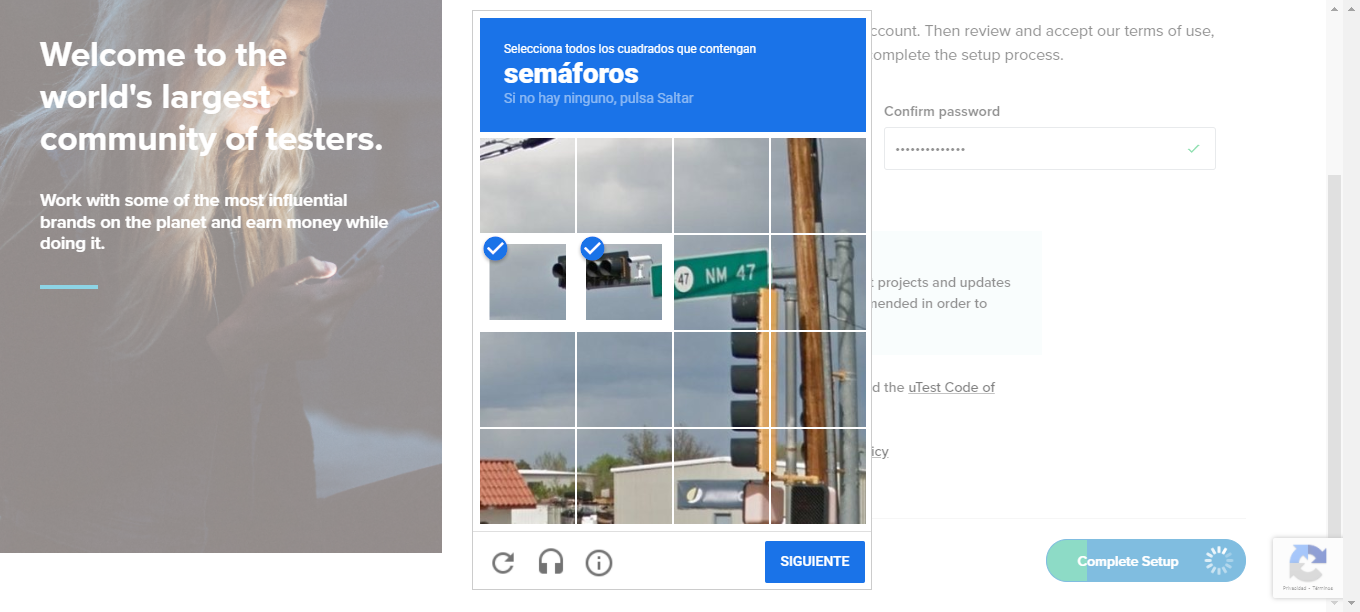 Welcome to the
world's largest
community of testers.
Work with some of the most influential
brands on the planet and earn money while
doing it.
Selecciona todos los cuadrados que contengan
semáforos
Si no hay ninguno, pulsa Saltar
47 NM 47
SIGUIENTE
ccount. Then review and accept our terms of use,
omplete the setup process.
Confirm password
••••••••••••••
t projects and updates
mended in order to
d the uTest Code of
icy
Complete Setup
Privacidad - Términos